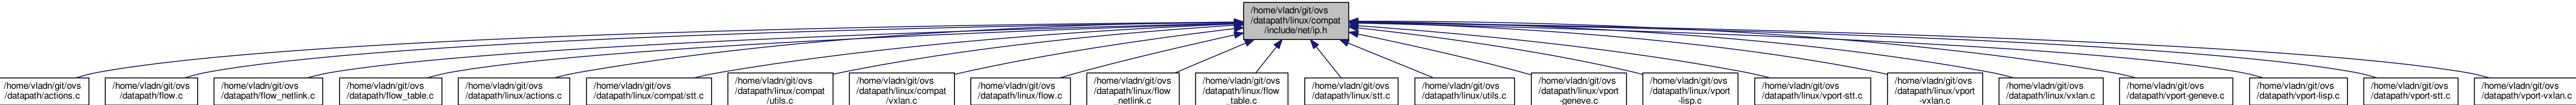 /home/vladn/git/ovs
/datapath/linux/compat
/include/net/ip.h
/home/vladn/git/ovs
/datapath/actions.c
/home/vladn/git/ovs
/datapath/flow.c
/home/vladn/git/ovs
/datapath/flow_netlink.c
/home/vladn/git/ovs
/datapath/flow_table.c
/home/vladn/git/ovs
/datapath/linux/actions.c
/home/vladn/git/ovs
/datapath/linux/compat/stt.c
/home/vladn/git/ovs
/datapath/linux/compat
/utils.c
/home/vladn/git/ovs
/datapath/linux/compat
/vxlan.c
/home/vladn/git/ovs
/datapath/linux/flow.c
/home/vladn/git/ovs
/datapath/linux/flow
_netlink.c
/home/vladn/git/ovs
/datapath/linux/flow
_table.c
/home/vladn/git/ovs
/datapath/linux/stt.c
/home/vladn/git/ovs
/datapath/linux/utils.c
/home/vladn/git/ovs
/datapath/linux/vport
-geneve.c
/home/vladn/git/ovs
/datapath/linux/vport
-lisp.c
/home/vladn/git/ovs
/datapath/linux/vport-stt.c
/home/vladn/git/ovs
/datapath/linux/vport
-vxlan.c
/home/vladn/git/ovs
/datapath/linux/vxlan.c
/home/vladn/git/ovs
/datapath/vport-geneve.c
/home/vladn/git/ovs
/datapath/vport-lisp.c
/home/vladn/git/ovs
/datapath/vport-stt.c
/home/vladn/git/ovs
/datapath/vport-vxlan.c